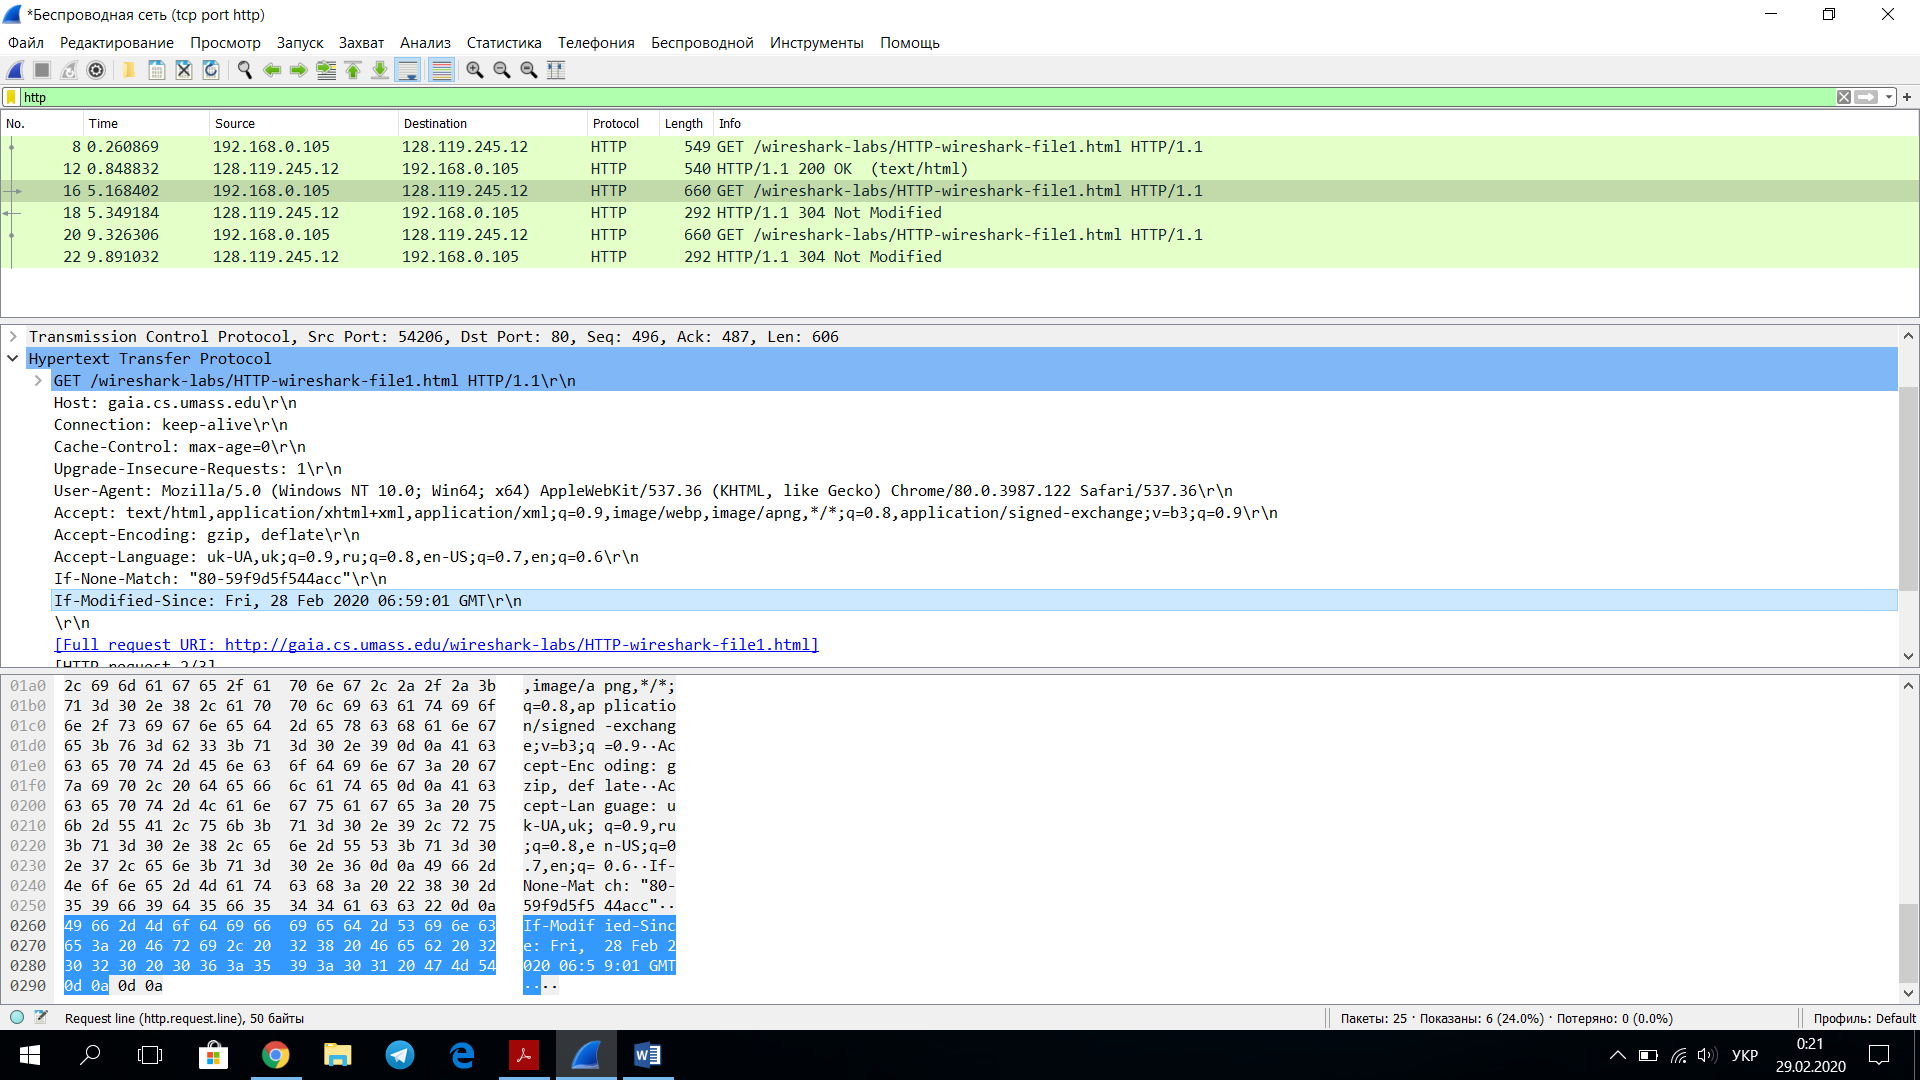 *Беспроводная сеть (tcp port http)
Файл Редактирование Просмотр Запуск Захват Анализ Статистика Телефония Беспроводной Инструменты Помощь
http
No. Time Source Destination Protocol Length Info
8 0.260869 192.168.0.105 128.119.245.12 HTTP 549 GET /wireshark-labs/HTTP-wireshark-file1.html HTTP/1.1
12 0.848832 128.119.245.12 192.168.0.105 HTTP 540 HTTP/1.1 200 OK (text/html)
16 5.168402 192.168.0.105 128.119.245.12 HTTP 660 GET /wireshark-labs/HTTP-wireshark-file1.html HTTP/1.1
18 5.349184 128.119.245.12 192.168.0.105 HTTP 292 HTTP/1.1 304 Not Modified
20 9.326306 192.168.0.105 128.119.245.12 HTTP 660 GET /wireshark-labs/HTTP-wireshark-file1.html HTTP/1.1
22 9.891032 128.119.245.12 192.168.0.105 HTTP 292 HTTP/1.1 304 Not Modified
Transmission Control Protocol, Src Port: 54206, Dst Port: 80, Seq: 496, Ack: 487, Len: 606
Hypertext Transfer Protocol
GET /wireshark-labs/HTTP-wireshark-file1.html HTTP/1.1\r\n
Host: gaia.cs.umass.edu\r\n
Connection: keep-alive\r\n
Cache-Control: max-age=0\r\n
Upgrade-Insecure-Requests: 1\r\n
User-Agent: Mozilla/5.0 (Windows NT 10.0; Win64; x64) AppleWebKit/537.36 (KHTML, like Gecko) Chrome/80.0.3987.122 Safari/537.36\r\n
Accept: text/html,application/xhtml+xml,application/xml;q=0.9,image/webp,image/apng,*/*;q=0.8,application/signed-exchange;v=b3;q=0.9\r\n
Accept-Encoding: gzip, deflate\r\n
Accept-Language: uk-UA,uk;q=0.9,ru;q=0.8,en-US;q=0.7,en;q=0.6\r\n
If-None-Match: "80-59f9d5f544acc"\r\n
If-Modified-Since: Fri, 28 Feb 2020 06:59:01 GMT\r\n
\r\n
[Full request URI: http://gaia.cs.umass.edu/wireshark-labs/HTTP-wireshark-file1.html]
[HTTP request 2/3]
01a0 2c 69 6d 61 67 65 2f 61 70 6e 67 2c 2a 2f 2a 3b ,image/a png,*/*;
01b0 71 3d 30 2e 38 2c 61 70 70 6c 69 63 61 74 69 6f q=0.8,ap plicatio
01c0 6e 2f 73 69 67 6e 65 64 2d 65 78 63 68 61 6e 67 n/signed -exchang
01d0 65 3b 76 3d 62 33 3b 71 3d 30 2e 39 0d 0a 41 63 e;v=b3;q =0.9··Ac
01e0 63 65 70 74 2d 45 6e 63 6f 64 69 6e 67 3a 20 67 cept-Enc oding: g
01f0 7a 69 70 2c 20 64 65 66 6c 61 74 65 0d 0a 41 63 zip, def late··Ac
0200 63 65 70 74 2d 4c 61 6e 67 75 61 67 65 3a 20 75 cept-Lan guage: u
0210 6b 2d 55 41 2c 75 6b 3b 71 3d 30 2e 39 2c 72 75 k-UA,uk; q=0.9,ru
0220 3b 71 3d 30 2e 38 2c 65 6e 2d 55 53 3b 71 3d 30 ;q=0.8,e n-US;q=0
0230 2e 37 2c 65 6e 3b 71 3d 30 2e 36 0d 0a 49 66 2d .7,en;q= 0.6··If-
0240 4e 6f 6e 65 2d 4d 61 74 63 68 3a 20 22 38 30 2d None-Mat ch: "80-
0250 35 39 66 39 64 35 66 35 34 34 61 63 63 22 0d 0a 59f9d5f5 44acc"··
0260 49 66 2d 4d 6f 64 69 66 69 65 64 2d 53 69 6e 63 If-Modif ied-Sinc
0270 65 3a 20 46 72 69 2c 20 32 38 20 46 65 62 20 32 e: Fri, 28 Feb 2
0280 30 32 30 20 30 36 3a 35 39 3a 30 31 20 47 4d 54 020 06:5 9:01 GMT
0290 0d 0a 0d 0a ····
Request line (http.request.line), 50 байты Пакеты: 25 · Показаны: 6 (24.0%) · Потеряно: 0 (0.0%) Профиль: Default
УКР
0:21
29.02.2020